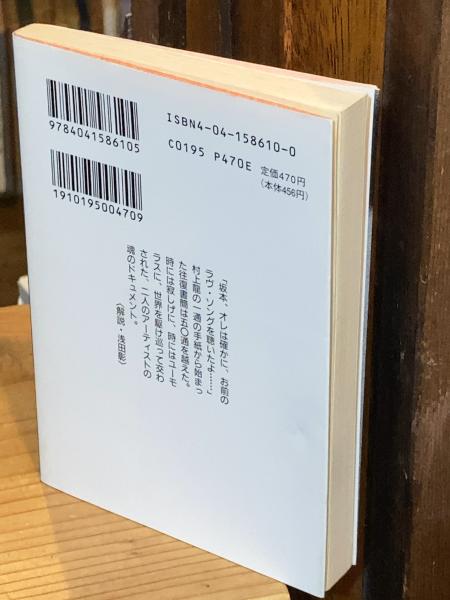 9784041586105
ISBN4-04-158610-0
C0195 P470E
定価470円
(本体456円)
1910195004709
「坂本、オレは確かに、お前の
ラヴ・ソングを聴いたよ……」
村上龍の一通の手紙から始まっ
た往復書簡は五〇通を越えた。
時には寂しげに、時にはユーモ
ラスに、世界を駆け巡って交わ
された、二人のアーティストの
魂のドキュメント。
〈解説・浅田彰〉